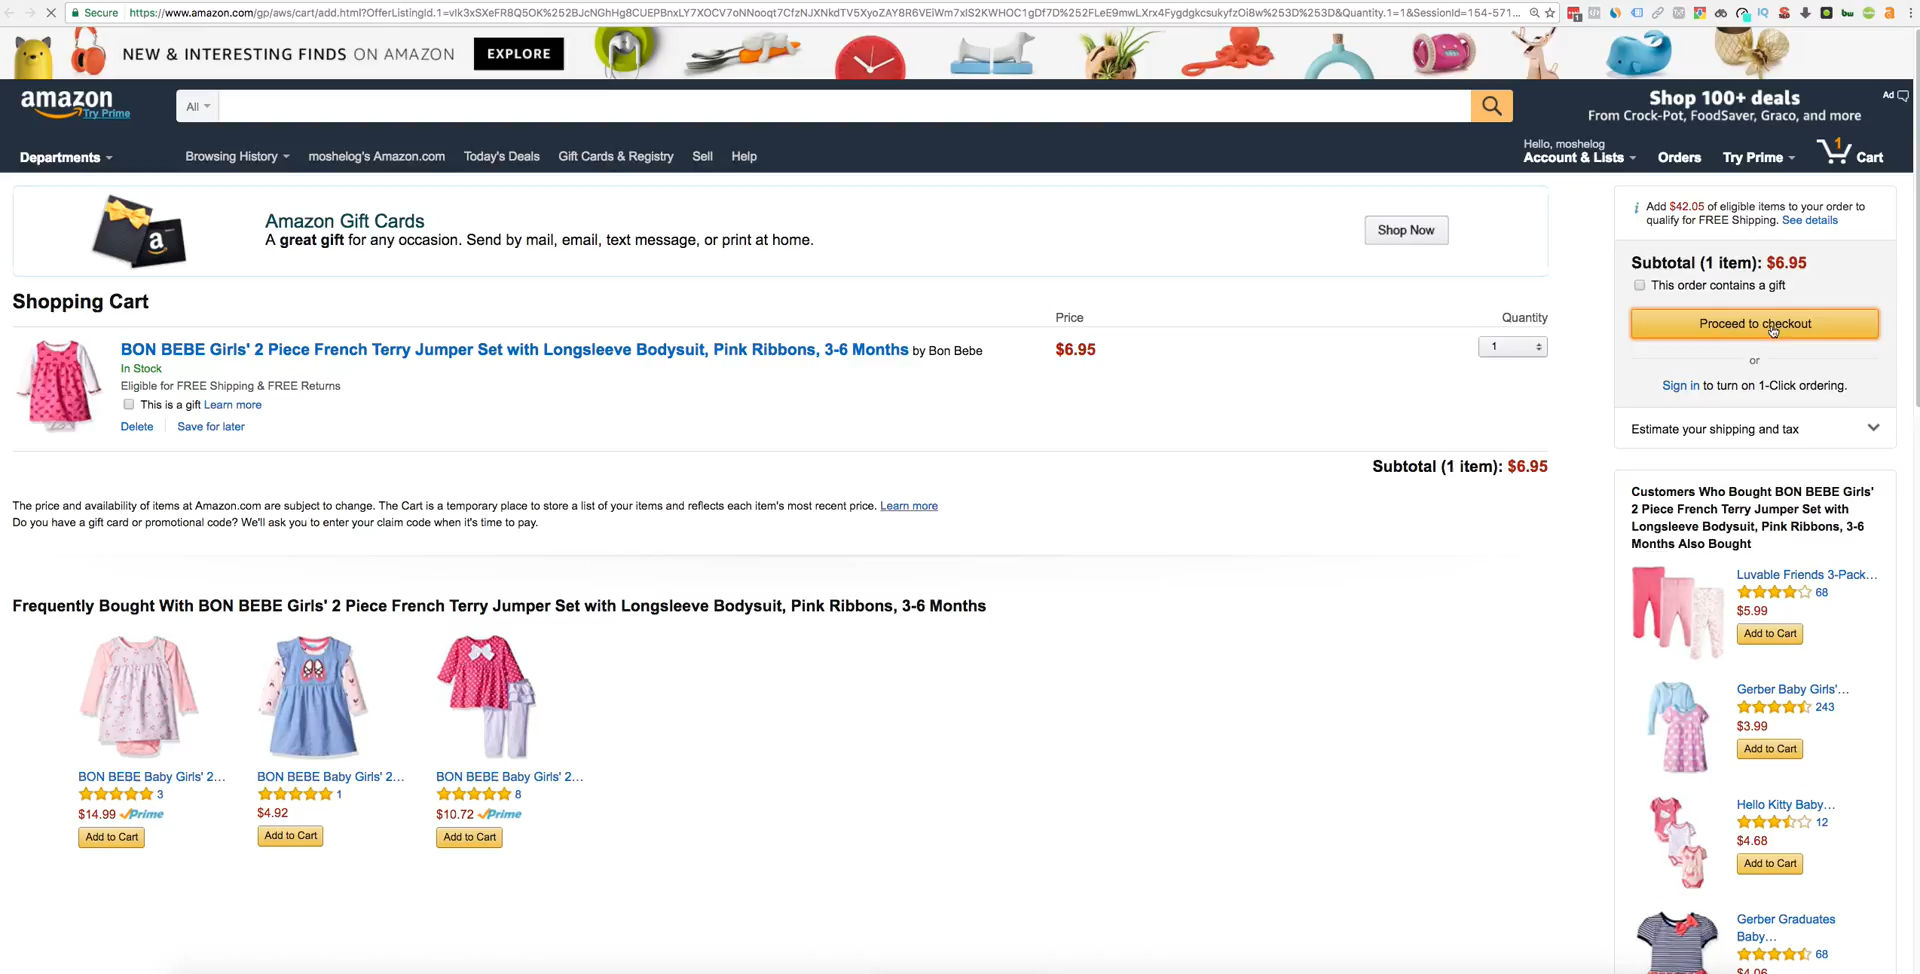 Secure https://www.amazon.com/gp/aws/cart/add.html?OfferListingId.1=
NEW & INTERESTING FINDS ON AMAZON EXPLORE
amazon
Try Prime
All
Shop 100+ deals
From Crock-Pot, FoodSaver, Graco, and more
Ad
Departments
Browsing History moshelog's Amazon.com Today's Deals Gift Cards & Registry Sell Help
Hello, moshelog
Account & Lists Orders Try Prime 1 Cart
Amazon Gift Cards
A great gift for any occasion. Send by mail, email, text message, or print at home.
Shop Now
Add $42.05 of eligible items to your order to
qualify for FREE Shipping. See details
Subtotal (1 item): $6.95
This order contains a gift
Proceed to checkout
or
Sign in to turn on 1-Click ordering.
Estimate your shipping and tax
Shopping Cart
Price Quantity
BON BEBE Girls' 2 Piece French Terry Jumper Set with Longsleeve Bodysuit, Pink Ribbons, 3-6 Months by Bon Bebe $6.95 1
In Stock
Eligible for FREE Shipping & FREE Returns
This is a gift Learn more
Delete Save for later
Subtotal (1 item): $6.95
The price and availability of items at Amazon.com are subject to change. The Cart is a temporary place to store a list of your items and reflects each item's most recent price. Learn more
Do you have a gift card or promotional code? We'll ask you to enter your claim code when it's time to pay.
Frequently Bought With BON BEBE Girls' 2 Piece French Terry Jumper Set with Longsleeve Bodysuit, Pink Ribbons, 3-6 Months
BON BEBE Baby Girls' 2...
3
$14.99 Prime
Add to Cart
BON BEBE Baby Girls' 2...
1
$4.92
Add to Cart
BON BEBE Baby Girls' 2...
8
$10.72 Prime
Add to Cart
Customers Who Bought BON BEBE Girls'
2 Piece French Terry Jumper Set with
Longsleeve Bodysuit, Pink Ribbons, 3-6
Months Also Bought
Luvable Friends 3-Pack...
68
$5.99
Add to Cart
Gerber Baby Girls'...
243
$3.99
Add to Cart
Hello Kitty Baby...
12
$4.68
Add to Cart
Gerber Graduates
Baby...
68
$4.06